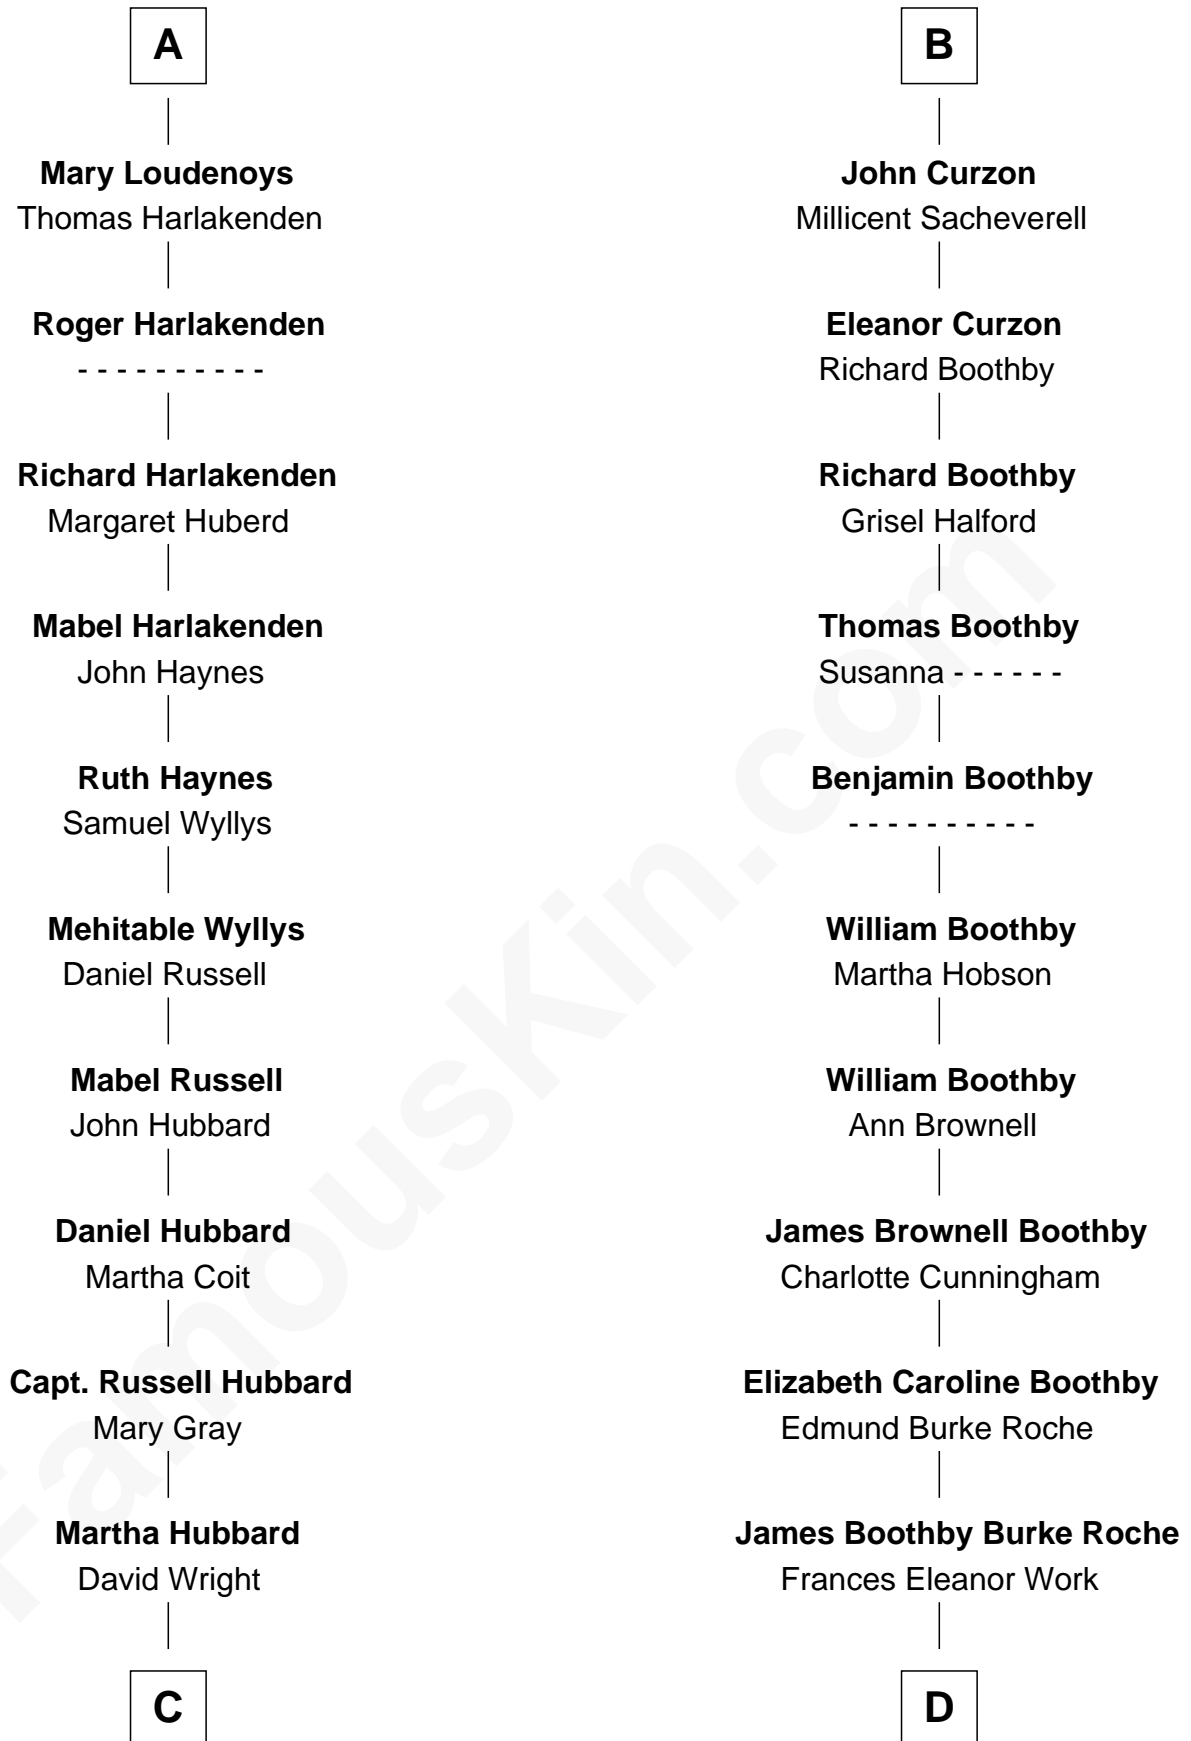 A
Mary Loudenoys
Thomas Harlakenden
Roger Harlakenden
- - - - - - - - - -
Richard Harlakenden
Margaret Huberd
Mabel Harlakenden
John Haynes
Ruth Haynes
Samuel Wyllys
Mehitable Wyllys
Daniel Russell
Mabel Russell
John Hubbard
Daniel Hubbard
Martha Coit
Capt. Russell Hubbard
Mary Gray
Martha Hubbard
David Wright
C
B
John Curzon
Millicent Sacheverell
Eleanor Curzon
Richard Boothby
Richard Boothby
Grisel Halford
Thomas Boothby
Susanna - - - - - -
Benjamin Boothby
- - - - - - - - - -
William Boothby
Martha Hobson
William Boothby
Ann Brownell
James Brownell Boothby
Charlotte Cunningham
Elizabeth Caroline Boothby
Edmund Burke Roche
James Boothby Burke Roche
Frances Eleanor Work
D
FamousKin.com